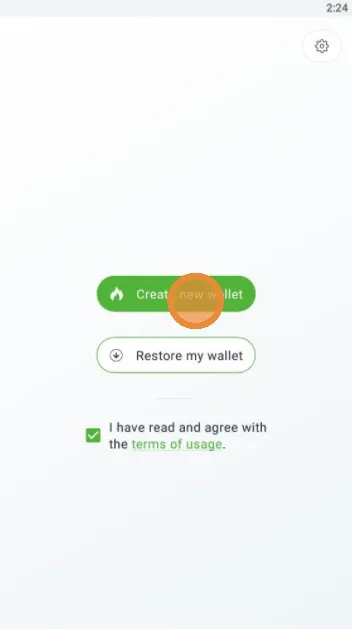 2:24
Create new wallet
Restore my wallet
I have read and agree with
the terms of usage.